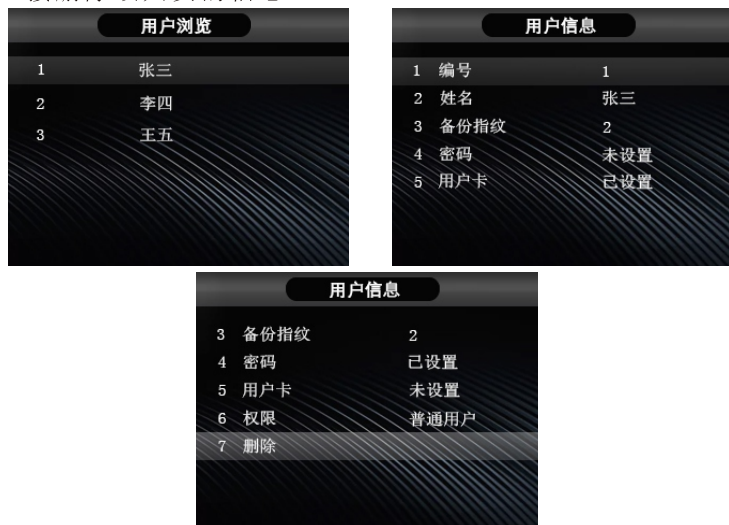 用户浏览
1 张三
2 李四
3 王五
用户信息
1 编号 1
2 姓名 张三
3 备份指纹 2
4 密码 未设置
5 用户卡 已设置
用户信息
3 备份指纹 2
4 密码 已设置
5 用户卡 未设置
6 权限 普通用户
7 删除